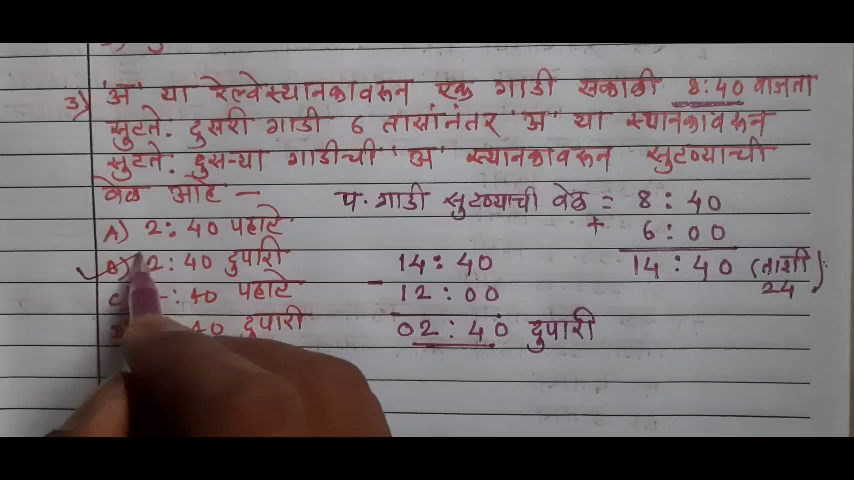 3) 'अ' या रेल्वेस्थानकावरून एक गाडी सकाळी 8:40 वाजता
सुटते. दुसरी गाडी 6 तासांनंतर 'अ' या स्थानकावरून
सुटते. दुसऱ्या गाडीची 'अ' स्थानकावरून सुटण्याची
वेळ आहे -
A) 2:40 पहाटे
B) 2:40 दुपारी
:40 पहाटे
40 दुपारी
प. गाडी सुटण्याची वेळ = 8:40
+ 6:00
14:40 (ताशी
24
14:40
- 12:00
02:40 दुपारी